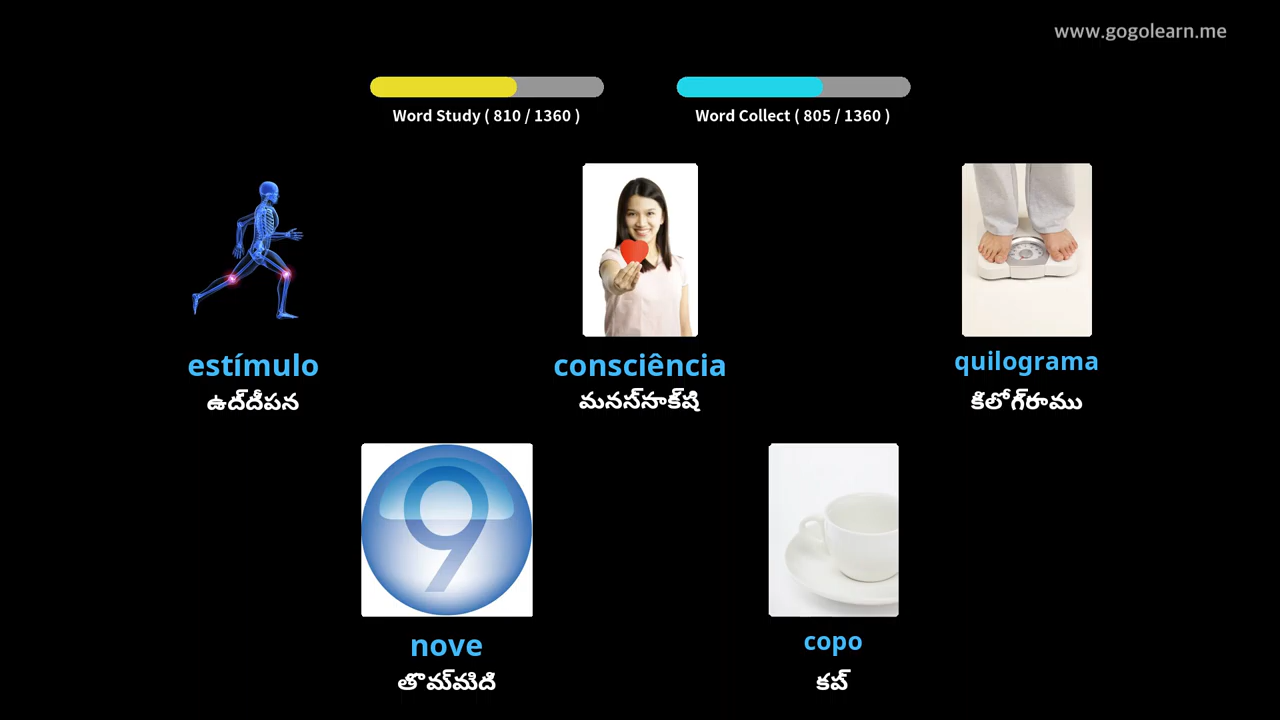 www.gogolearn.me
Word Study ( 810 / 1360 )
Word Collect ( 805 / 1360 )
estímulo
ఉద్దీపన
consciência
మనస్సాక్షి
quilograma
కిలోగ్రాము
9
nove
తొమ్మిది
copo
కప్